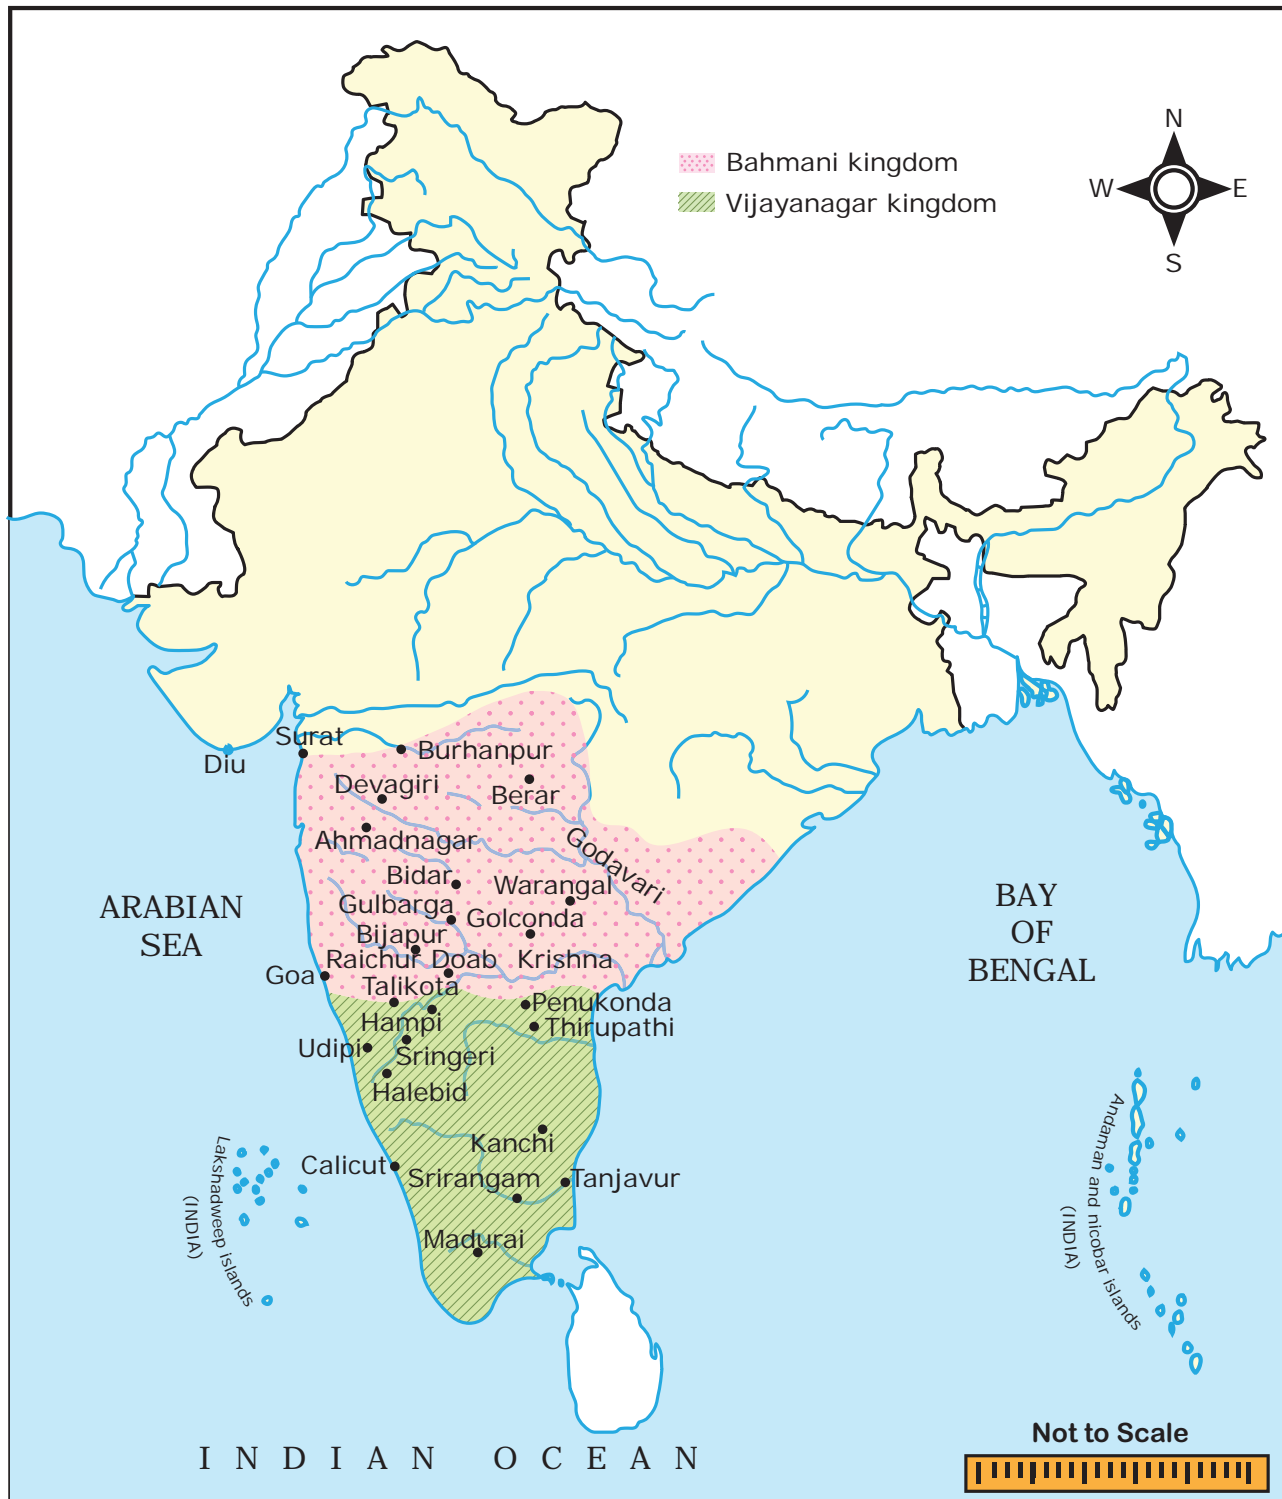 N
W
E
S
Bahmani kingdom
Vijayanagar kingdom
Surat
Diu
Burhanpur
Devagiri
Berar
Ahmadnagar
Godavari
Bidar
Warangal
Gulbarga
Golconda
Bijapur
Raichur Doab
Krishna
Goa
Talikota
Penukonda
Hampi
Thirupathi
Udipi
Sringeri
Halebid
Kanchi
Calicut
Srirangam
Tanjavur
Madurai
ARABIAN
SEA
BAY
OF
BENGAL
Lakshadweep islands
(INDIA)
Andaman and nicobar islands
(INDIA)
INDIAN OCEAN
Not to Scale